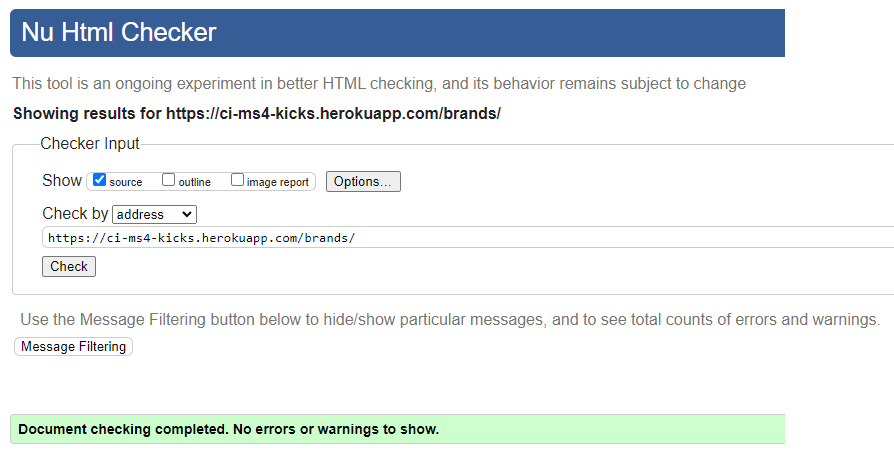 Nu Html Checker
This tool is an ongoing experiment in better HTML checking, and its behavior remains subject to change
Showing results for https://ci-ms4-kicks.herokuapp.com/brands/
Checker Input
Show source outline image report Options...
Check by address
https://ci-ms4-kicks.herokuapp.com/brands/
Check
Use the Message Filtering button below to hide/show particular messages, and to see total counts of errors and warnings.
Message Filtering
Document checking completed. No errors or warnings to show.